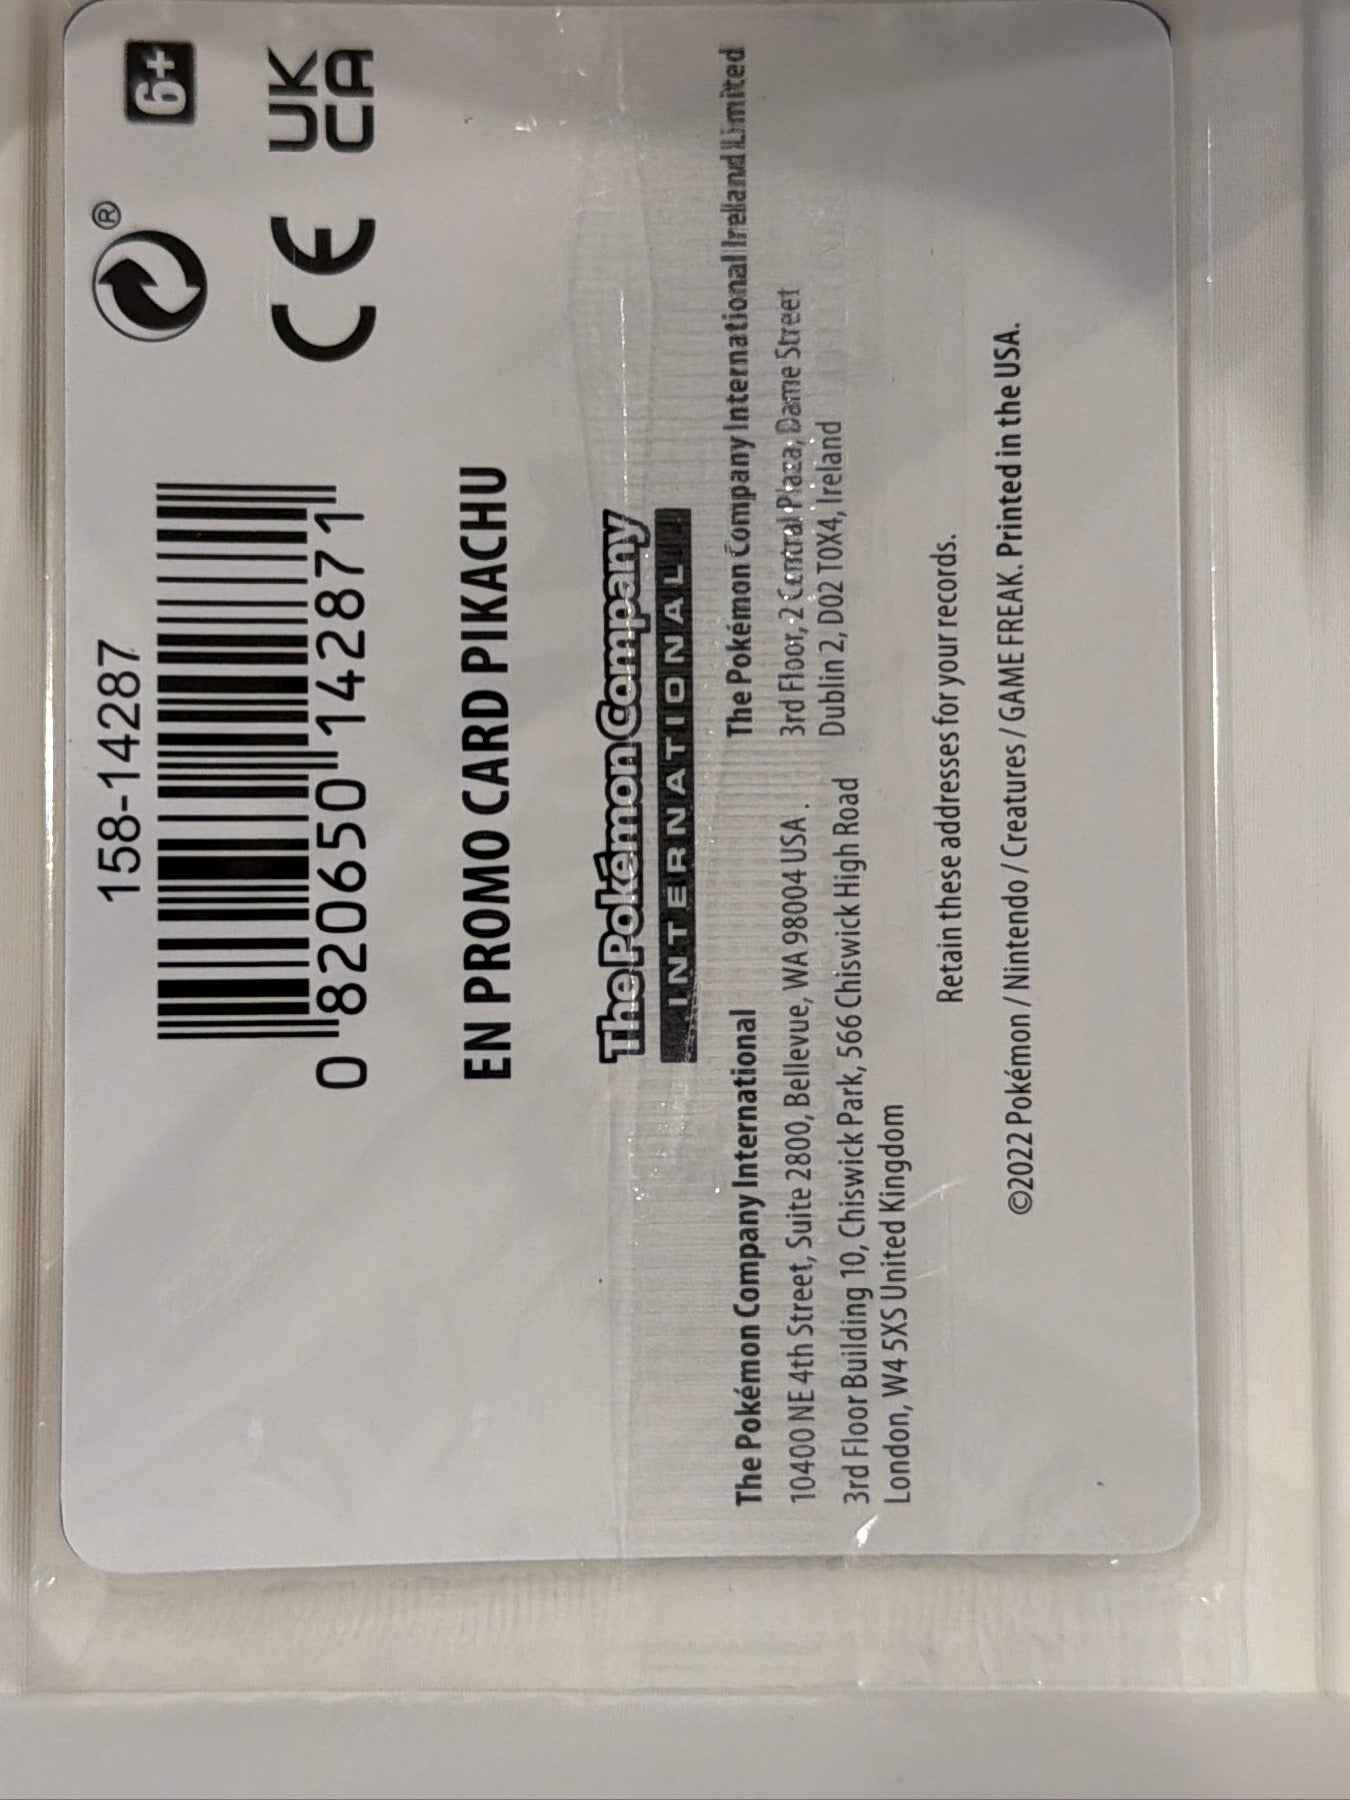 158-14287
0 82065014287 1
6+
®
CE
UK
CA
EN PROMO CARD PIKACHU
The Pokémon Company
INTERNATIONAL
The Pokémon Company International
10400 NE 4th Street, Suite 2800, Bellevue, WA 98004 USA .
3rd Floor Building 10, Chiswick Park, 566 Chiswick High Road
London, W4 5XS United Kingdom
The Pokémon Company International Ireland Limited
3rd Floor, 2 Central Plaza, Dame Street
Dublin 2, D02 T0X4, Ireland
Retain these addresses for your records.
©2022 Pokémon / Nintendo / Creatures / GAME FREAK. Printed in the USA.